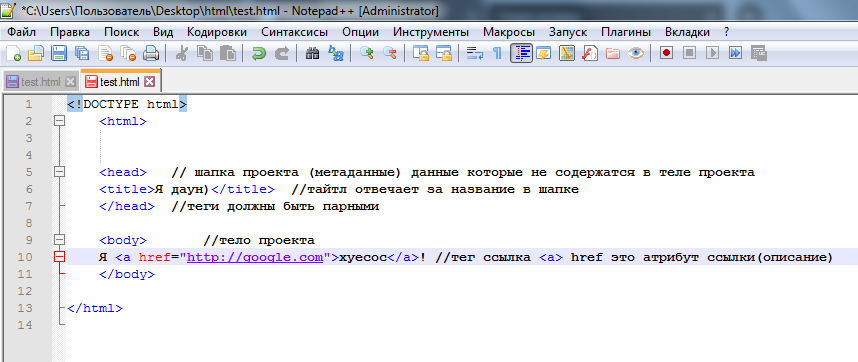 *C:\Users\Пользователь\Desktop\html\test.html - Notepad++ [Administrator]
Файл Правка Поиск Вид Кодировки Синтаксисы Опции Инструменты Макросы Запуск Плагины Вкладки ?
test.html test.html
1 <!DOCTYPE html>
2 <html>
3
4
5 <head> // шапка проекта (метаданные) данные которые не содержатся в теле проекта
6 <title>Я даун)</title> //тайтл отвечает за название в шапке
7 </head> //теги должны быть парными
8
9 <body> //тело проекта
10 Я <a href="http://google.com">хуесос</a>! //тег ссылка <a> href это атрибут ссылки(описание)
11 </body>
12
13 </html>
14